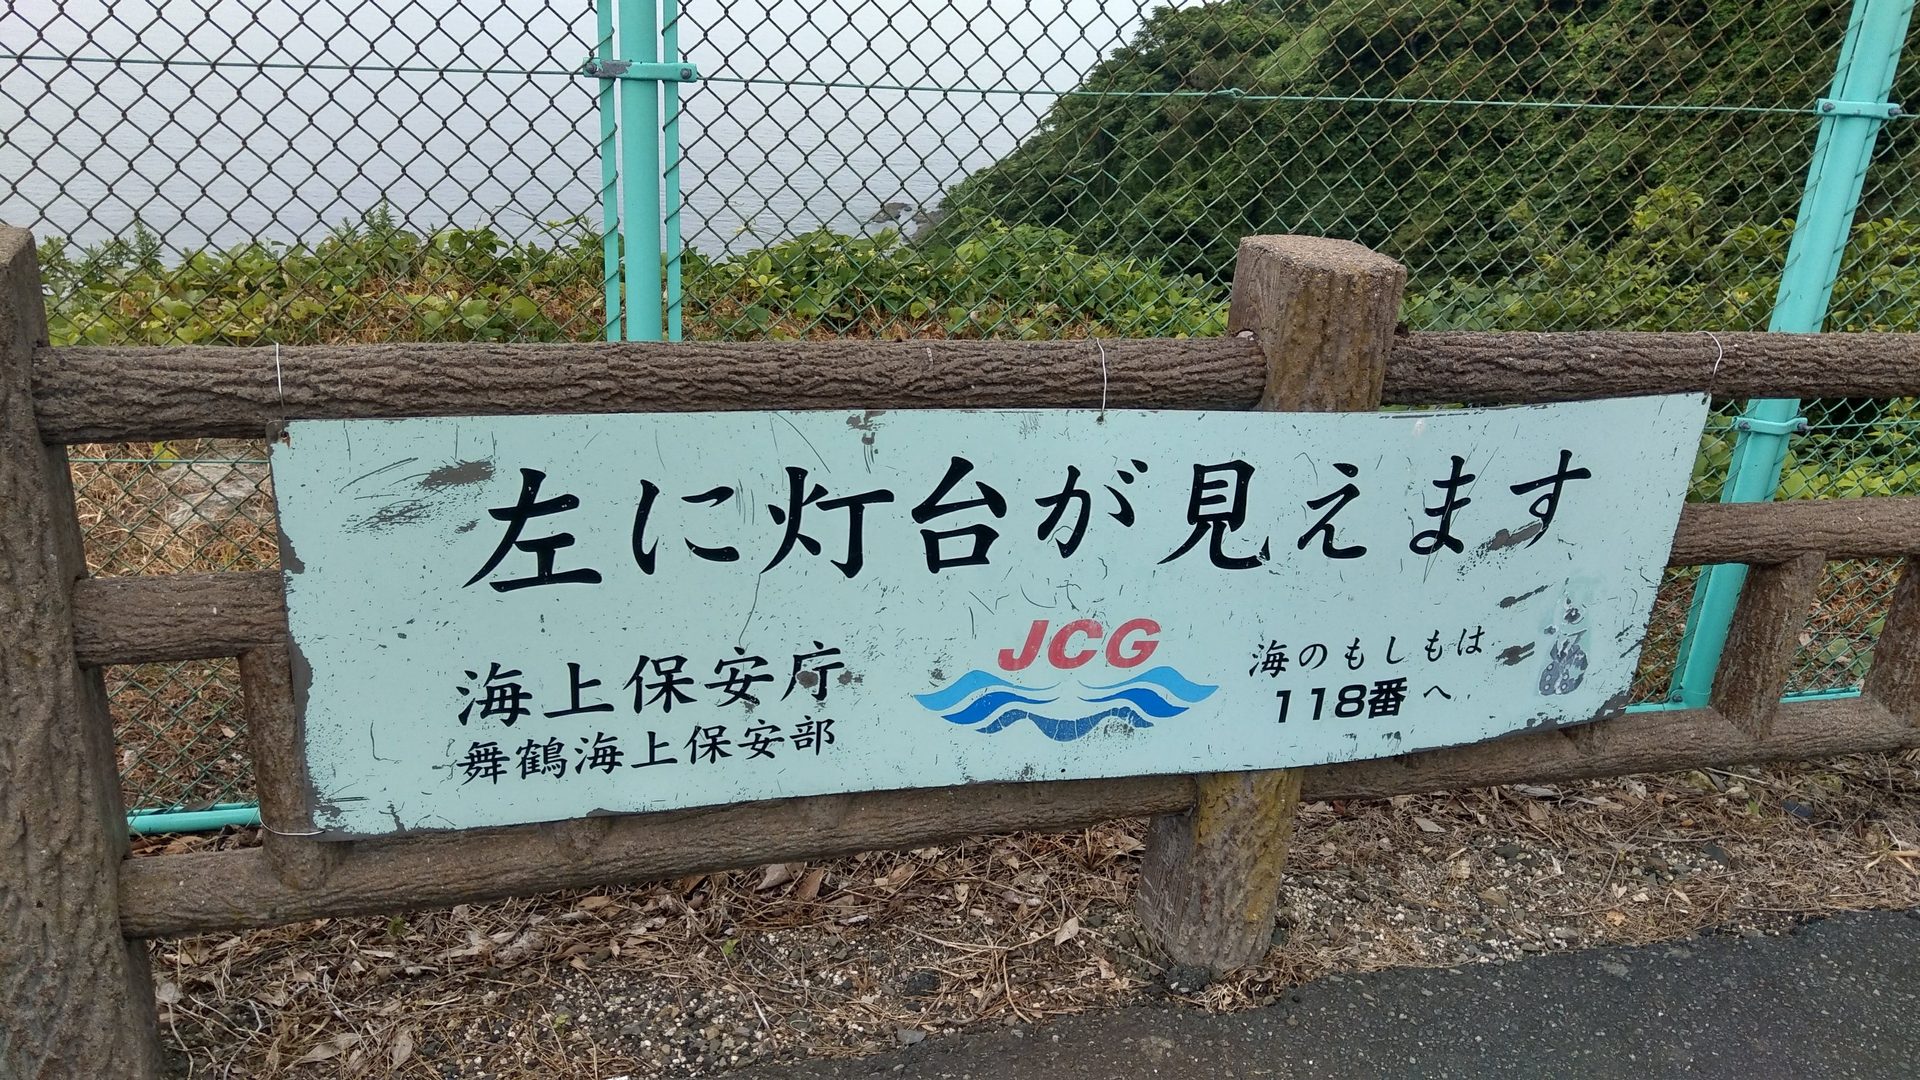 左に灯台が見えます
海上保安庁
舞鶴海上保安部
JCG
海のもしもは
118番へ